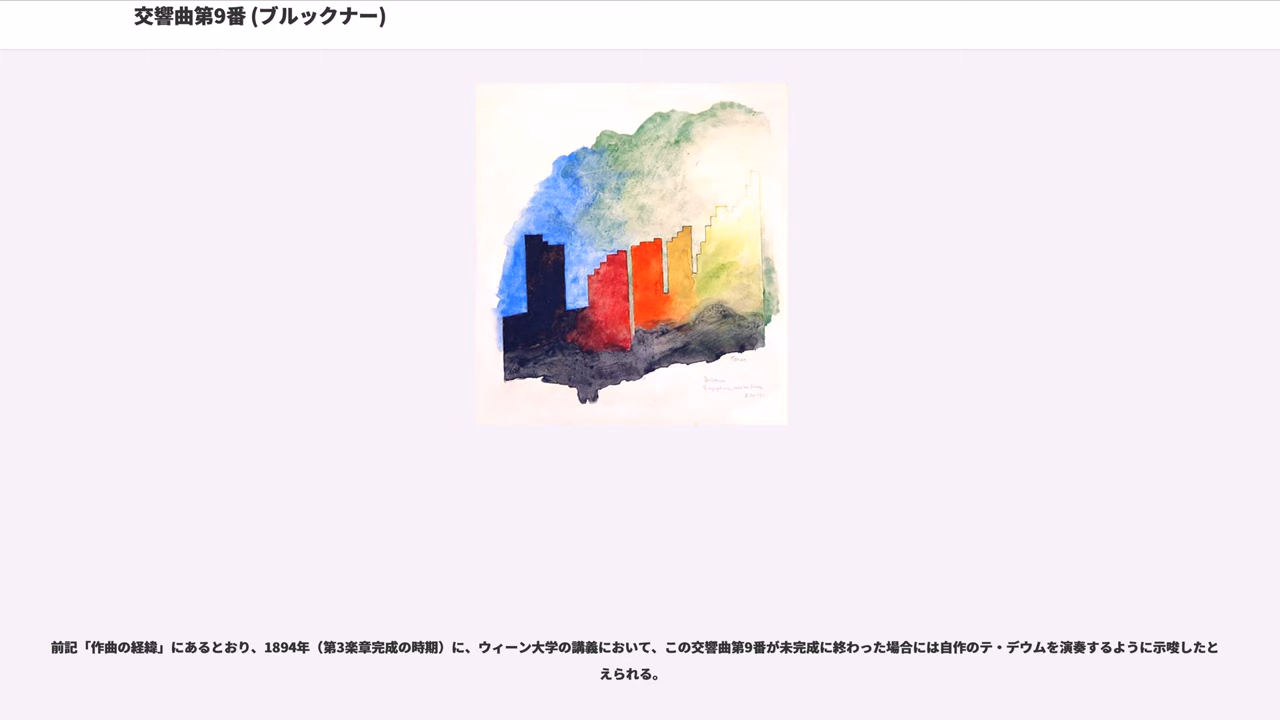 交響曲第9番 (ブルックナー)
前記「作曲の経緯」にあるとおり、1894年（第3楽章完成の時期）に、ウィーン大学の講義において、この交響曲第9番が未完成に終わった場合には自作のテ・デウムを演奏するように示唆したと
えられる。